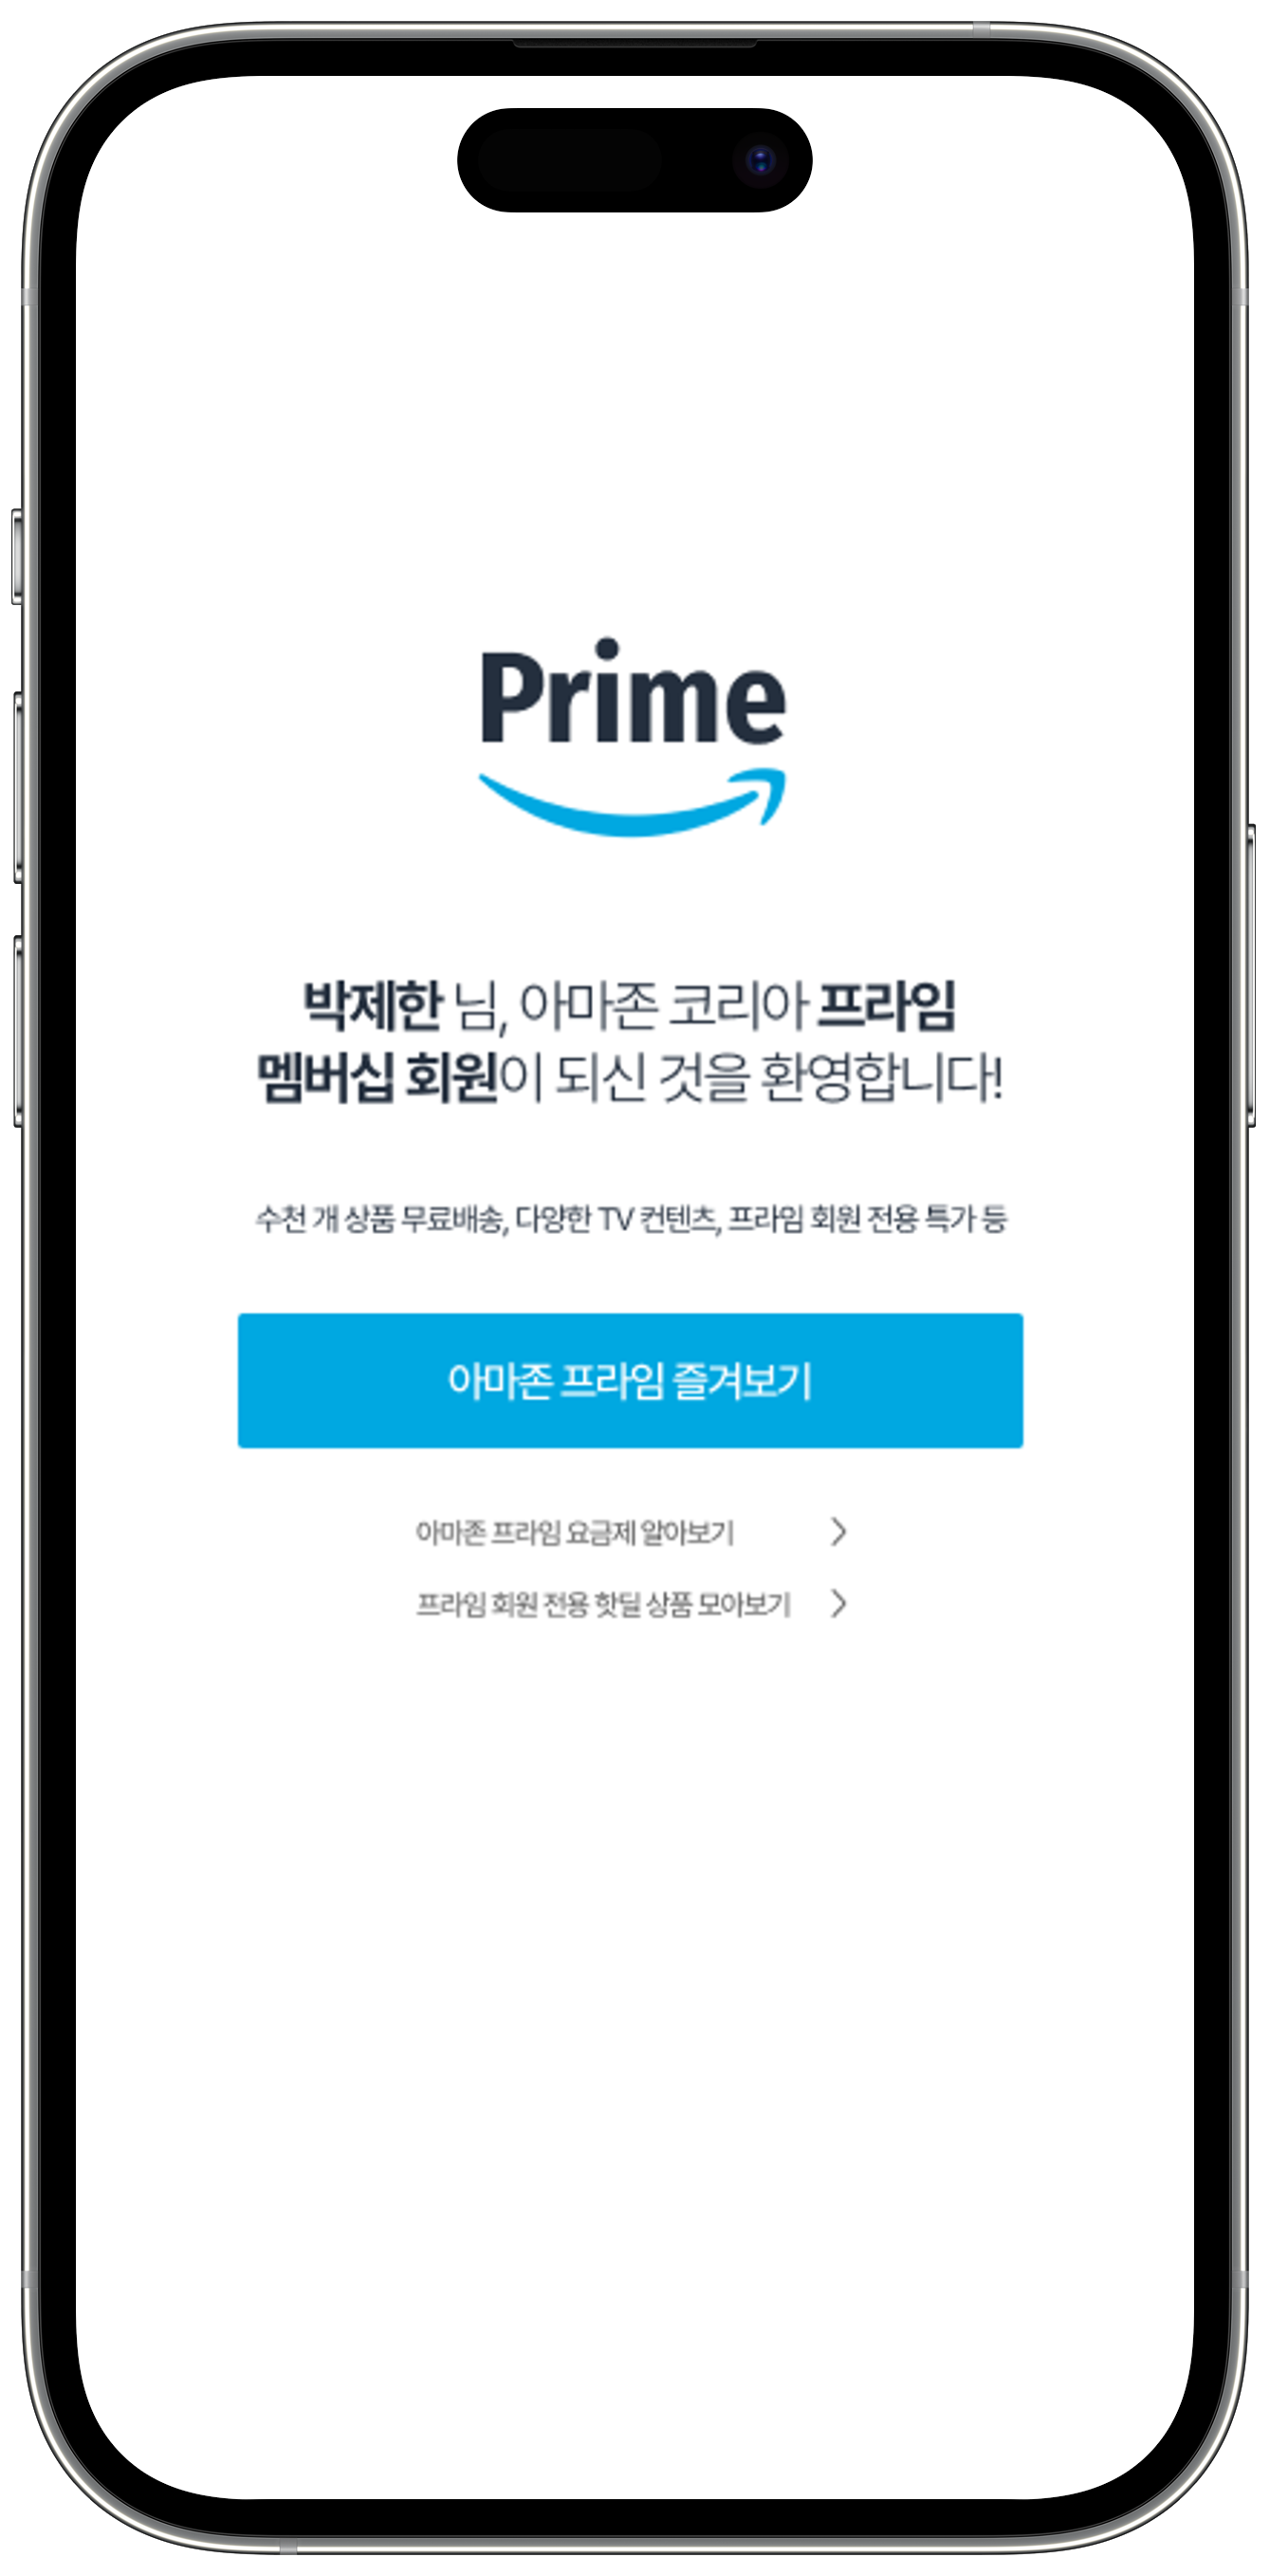 Prime
박제한 님, 아마존 코리아 프라임
멤버십 회원이 되신 것을 환영합니다!
수천 개 상품 무료배송, 다양한 TV 컨텐츠, 프라임 회원 전용 특가 등
아마존 프라임 즐겨보기
아마존 프라임 요금제 알아보기
프라임 회원 전용 핫딜 상품 모아보기